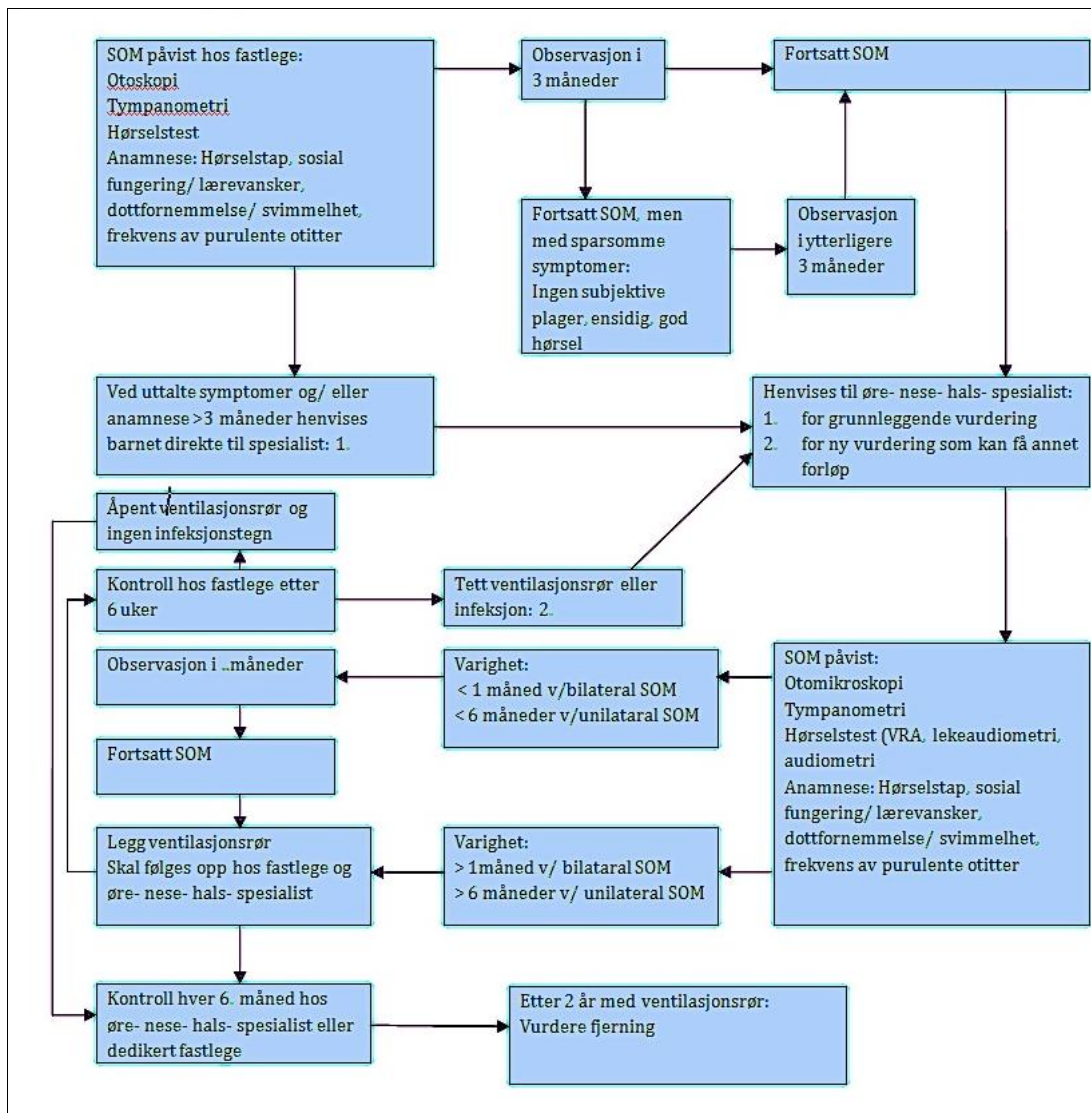 SOM påvist hos fastlege:
Otoskopi
Tympanometri
Hørselstest
Anamnese: Hørselstap, sosial
fungering/ lærevansker,
dottfornemmelse/ svimmelhet,
frekvens av purulente otitter
Observasjon i
3 måneder
Fortsatt SOM
Fortsatt SOM, men
med sparsomme
symptomer:
Ingen subjektive
plager, ensidig, god
hørsel
Observasjon
i ytterligere
3 måneder
Ved uttalte symptomer og/ eller
anamnese >3 måneder henvises
barnet direkte til spesialist: 1.
Henvises til øre- nese- hals- spesialist:
1. for grunnleggende vurdering
2. for ny vurdering som kan få annet
forløp
Åpent ventilasjonsrør og
ingen infeksjonstegn
Kontroll hos fastlege etter
6 uker
Tett ventilasjonsrør eller
infeksjon: 2.
Observasjon i ..måneder
Varighet:
< 1 måned v/bilateral SOM
< 6 måneder v/unilataral SOM
SOM påvist:
Otomikroskopi
Tympanometri
Hørselstest (VRA, lekeaudiometri,
audiometri
Anamnese: Hørselstap, sosial
fungering/ lærevansker,
dottfornemmelse/ svimmelhet,
frekvens av purulente otitter
Fortsatt SOM
Legg ventilasjonsrør
Skal følges opp hos fastlege og
øre- nese- hals- spesialist
Varighet:
> 1måned v/ bilataral SOM
> 6 måneder v/ unilateral SOM
Kontroll hver 6. måned hos
øre- nese- hals- spesialist eller
dedikert fastlege
Etter 2 år med ventilasjonsrør:
Vurdere fjerning